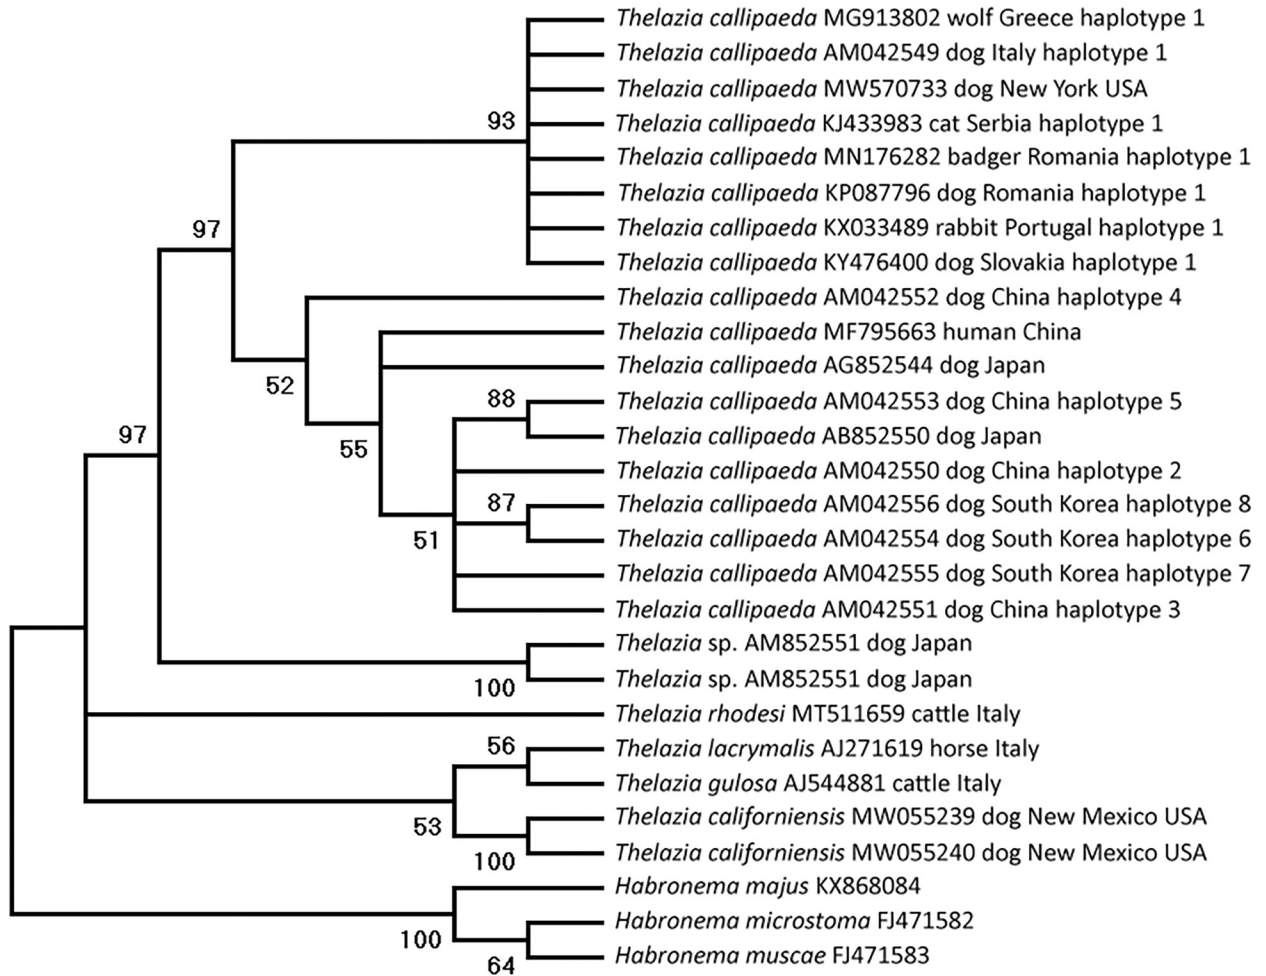 Thelazia callipaeda MG913802 wolf Greece haplotype 1
Thelazia callipaeda AM042549 dog Italy haplotype 1
Thelazia callipaeda MW570733 dog New York USA
93
Thelazia callipaeda KJ433983 cat Serbia haplotype 1
Thelazia callipaeda MN176282 badger Romania haplotype 1
Thelazia callipaeda KP087796 dog Romania haplotype 1
97
Thelazia callipaeda KX033489 rabbit Portugal haplotype 1
Thelazia callipaeda KY476400 dog Slovakia haplotype 1
Thelazia callipaeda AM042552 dog China haplotype 4
Thelazia callipaeda MF795663 human China
Thelazia callipaeda AG852544 dog Japan
52
88
Thelazia callipaeda AM042553 dog China haplotype 5
97
Thelazia callipaeda AB852550 dog Japan
55
Thelazia callipaeda AM042550 dog China haplotype 2
87
Thelazia callipaeda AM042556 dog South Korea haplotype 8
51
Thelazia callipaeda AM042554 dog South Korea haplotype 6
Thelazia callipaeda AM042555 dog South Korea haplotype 7
Thelazia callipaeda AM042551 dog China haplotype 3
Thelazia sp. AM852551 dog Japan
Thelazia sp. AM852551 dog Japan
100
Thelazia rhodesi MT511659 cattle Italy
56
Thelazia lacrymalis AJ271619 horse Italy
Thelazia gulosa AJ544881 cattle Italy
53
Thelazia californiensis MW055239 dog New Mexico USA
100
Thelazia californiensis MW055240 dog New Mexico USA
Habronema majus KX868084
Habronema microstoma FJ471582
100
Habronema muscae FJ471583
64